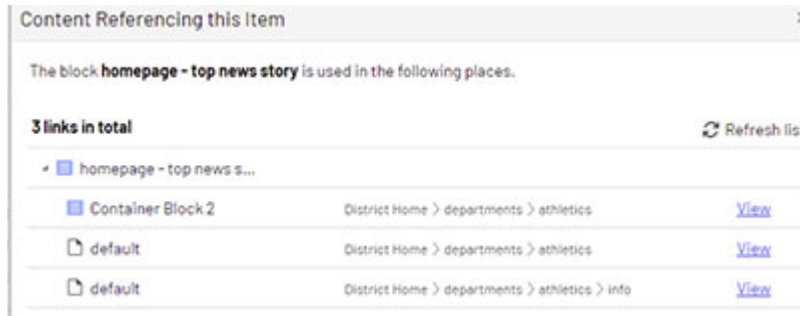 Content Referencing this Item
The block homepage - top news story is used in the following places.
3 links in total Refresh lis
homepage - top news s...
Container Block 2 District Home > departments > athletics View
default District Home > departments > athletics View
default District Home > departments > athletics > info View